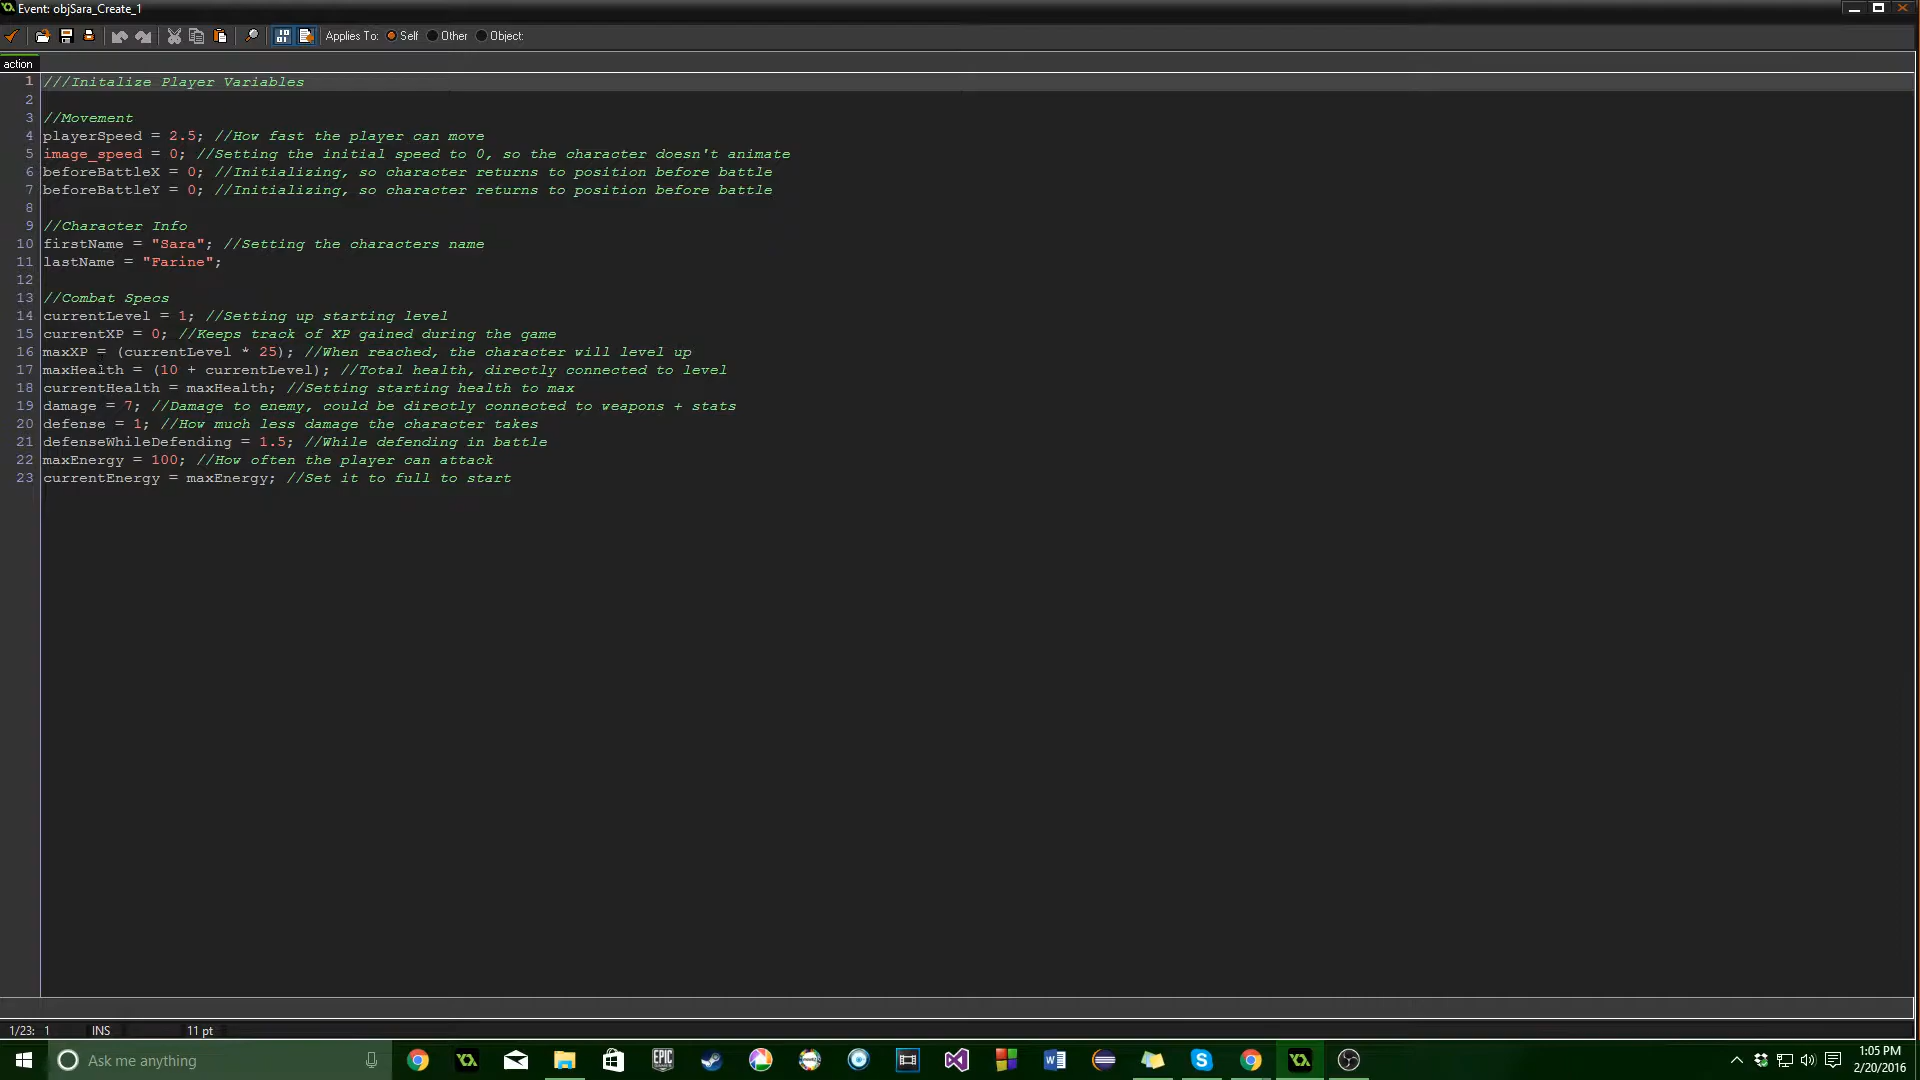 Event: objSara_Create_1
Applies To: Self Other Object:
action
1 ///Initalize Player Variables
2
3 //Movement
4 playerSpeed = 2.5; //How fast the player can move
5 image_speed = 0; //Setting the initial speed to 0, so the character doesn't animate
6 beforeBattleX = 0; //Initializing, so character returns to position before battle
7 beforeBattleY = 0; //Initializing, so character returns to position before battle
8
9 //Character Info
10 firstName = "Sara"; //Setting the characters name
11 lastName = "Farine";
12
13 //Combat Specs
14 currentLevel = 1; //Setting up starting level
15 currentXP = 0; //Keeps track of XP gained during the game
16 maxXP = (currentLevel * 25); //When reached, the character will level up
17 maxHealth = (10 + currentLevel); //Total health, directly connected to level
18 currentHealth = maxHealth; //Setting starting health to max
19 damage = 7; //Damage to enemy, could be directly connected to weapons + stats
20 defense = 1; //How much less damage the character takes
21 defenseWhileDefending = 1.5; //While defending in battle
22 maxEnergy = 100; //How often the player can attack
23 currentEnergy = maxEnergy; //Set it to full to start
1/23: 1 INS 11 pt
Ask me anything
EPIC
1:05 PM
2/20/2016